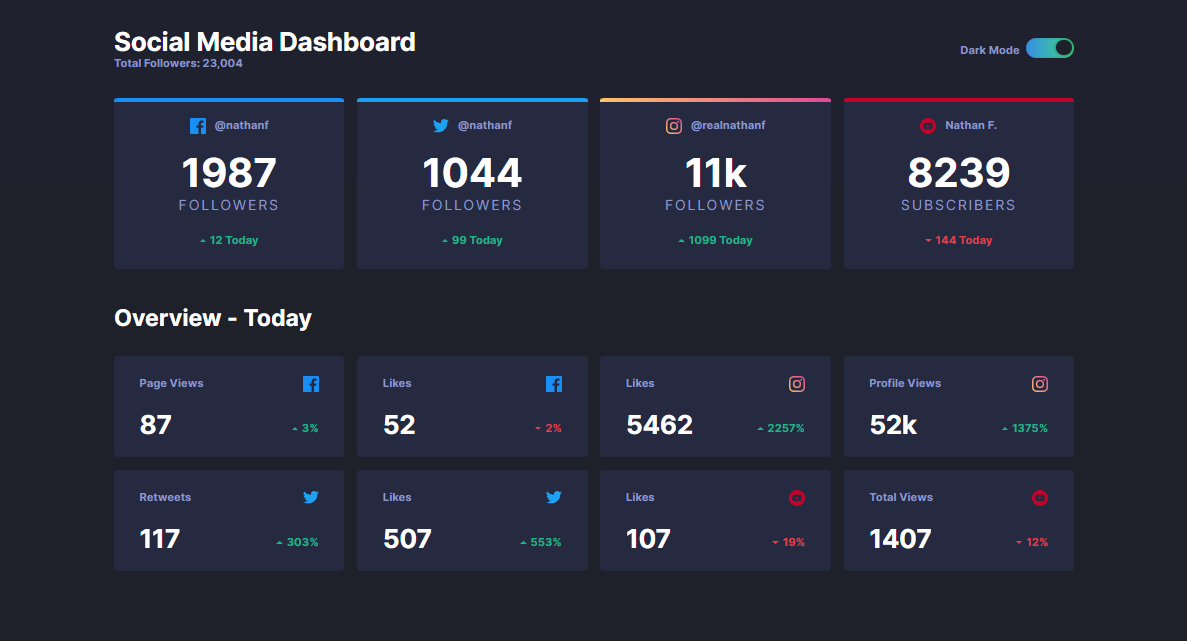 Social Media Dashboard
Total Followers: 23,004
Dark Mode
@nathanf
1987
FOLLOWERS
12 Today
@nathanf
1044
FOLLOWERS
99 Today
@realnathanf
11k
FOLLOWERS
1099 Today
Nathan F.
8239
SUBSCRIBERS
144 Today
Overview - Today
Page Views
87
3%
Likes
52
2%
Likes
5462
2257%
Profile Views
52k
1375%
Retweets
117
303%
Likes
507
553%
Likes
107
19%
Total Views
1407
12%